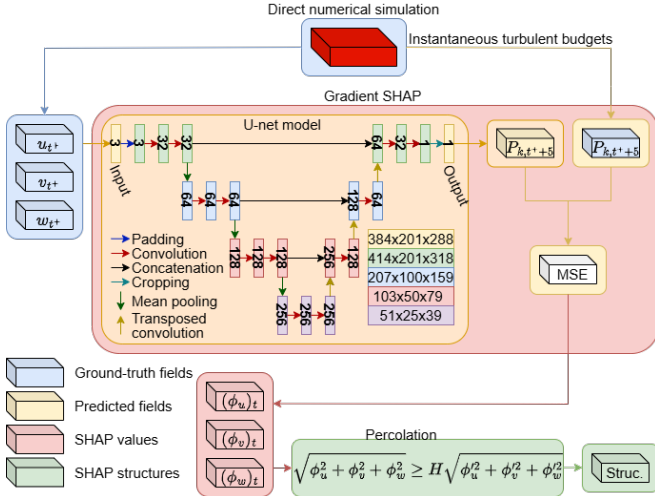 Direct numerical simulation
Instantaneous turbulent budgets
Gradient SHAP
U-net model
u_{t^+}
v_{t^+}
w_{t^+}
3 3 32 32 64 32 1 1
Input
Output
P_{k,t^++5} P_{k,t^++5}
64 64 64 128 64
128 128 128 256 128
256 256 256
Padding
Convolution
Concatenation
Cropping
Mean pooling
Transposed
convolution
384x201x288
414x201x318
207x100x159
103x50x79
51x25x39
MSE
Ground-truth fields
Predicted fields
SHAP values
SHAP structures
(ϕ_u)_t
(ϕ_v)_t
(ϕ_w)_t
Percolation
√(ϕ_u^2 + ϕ_v^2 + ϕ_w^2) ≥ H√(ϕ_u'^2 + ϕ_v'^2 + ϕ_w'^2)
Struc.